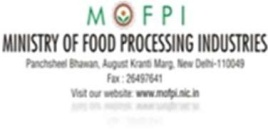 MOFPI
MINISTRY OF FOOD PROCESSING INDUSTRIES
Panchsheel Bhawan, August Kranti Marg, New Delhi-110049
Fax : 26497641
Visit our website: www.mofpi.nic.in